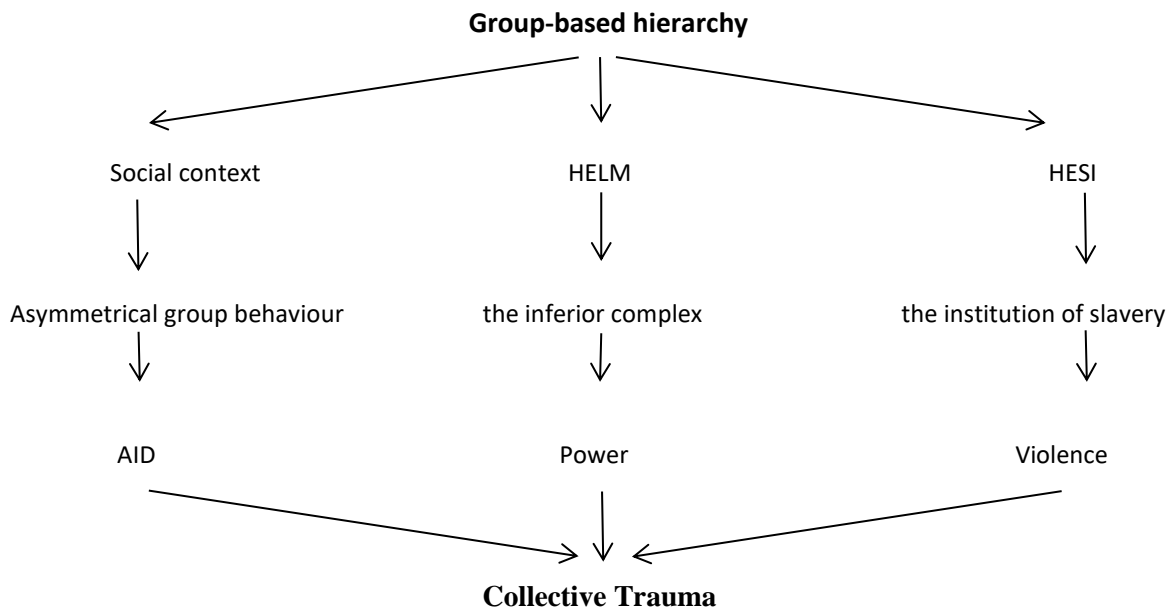 Group-based hierarchy
Social context HELM HESI
Asymmetrical group behaviour the inferior complex the institution of slavery
AID Power Violence
Collective Trauma